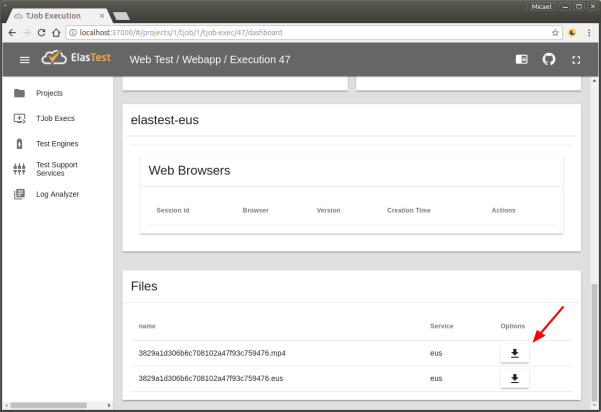 TJob Execution
Micael
localhost:37000/#/projects/1/tjob/1/tjob-exec/47/dashboard
ElasTest
Web Test / Webapp / Execution 47
Projects
TJob Execs
Test Engines
Test Support
Services
Log Analyzer
elastest-eus
Web Browsers
Session id Browser Version Creation Time Actions
Files
name Service Options
3829a1d306b6c708102a47f93c759476.mp4 eus
3829a1d306b6c708102a47f93c759476.eus eus